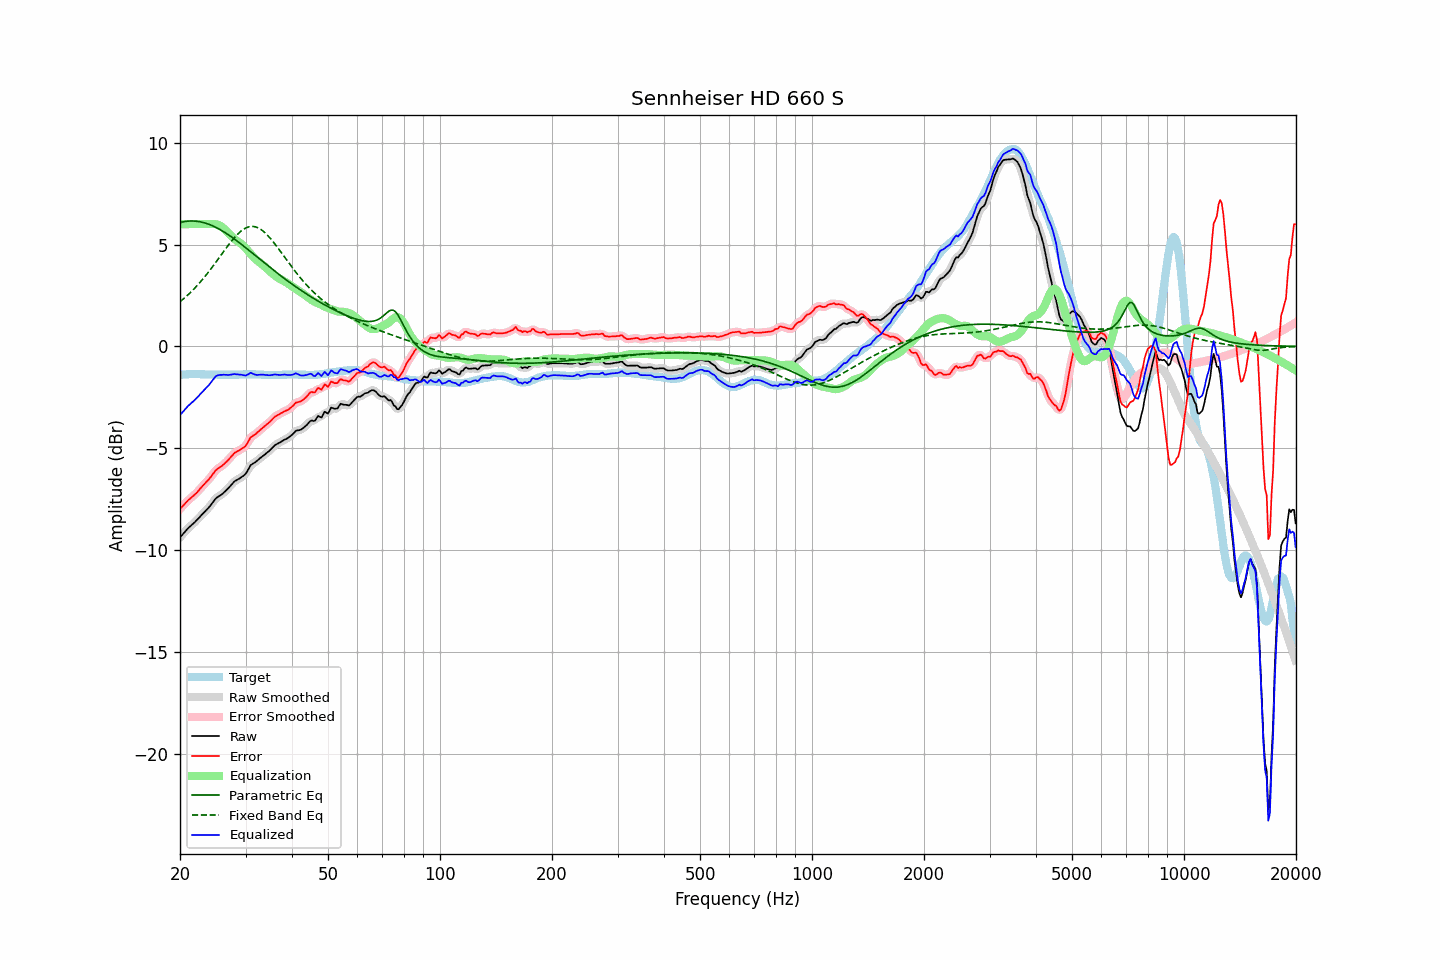 Sennheiser HD 660 S
Amplitude (dBr)
10
5
0
−5
−10
−15
−20
Target
Raw Smoothed
Error Smoothed
Raw
Error
Equalization
Parametric Eq
Fixed Band Eq
Equalized
20 50 100 200 500 1000 2000 5000 10000 20000
Frequency (Hz)